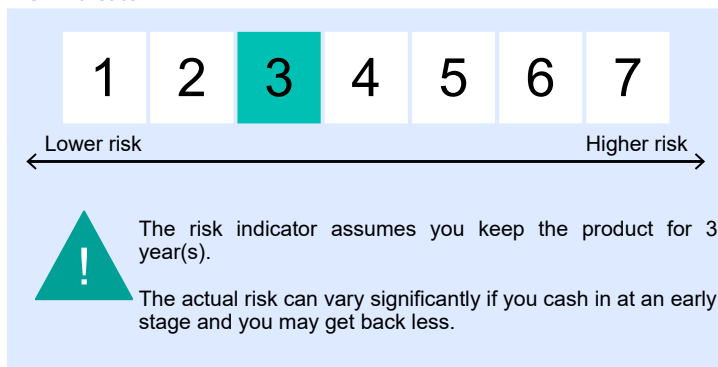 1 2 3 4 5 6 7
Lower risk Higher risk
!
The risk indicator assumes you keep the product for 3
year(s).
The actual risk can vary significantly if you cash in at an early
stage and you may get back less.